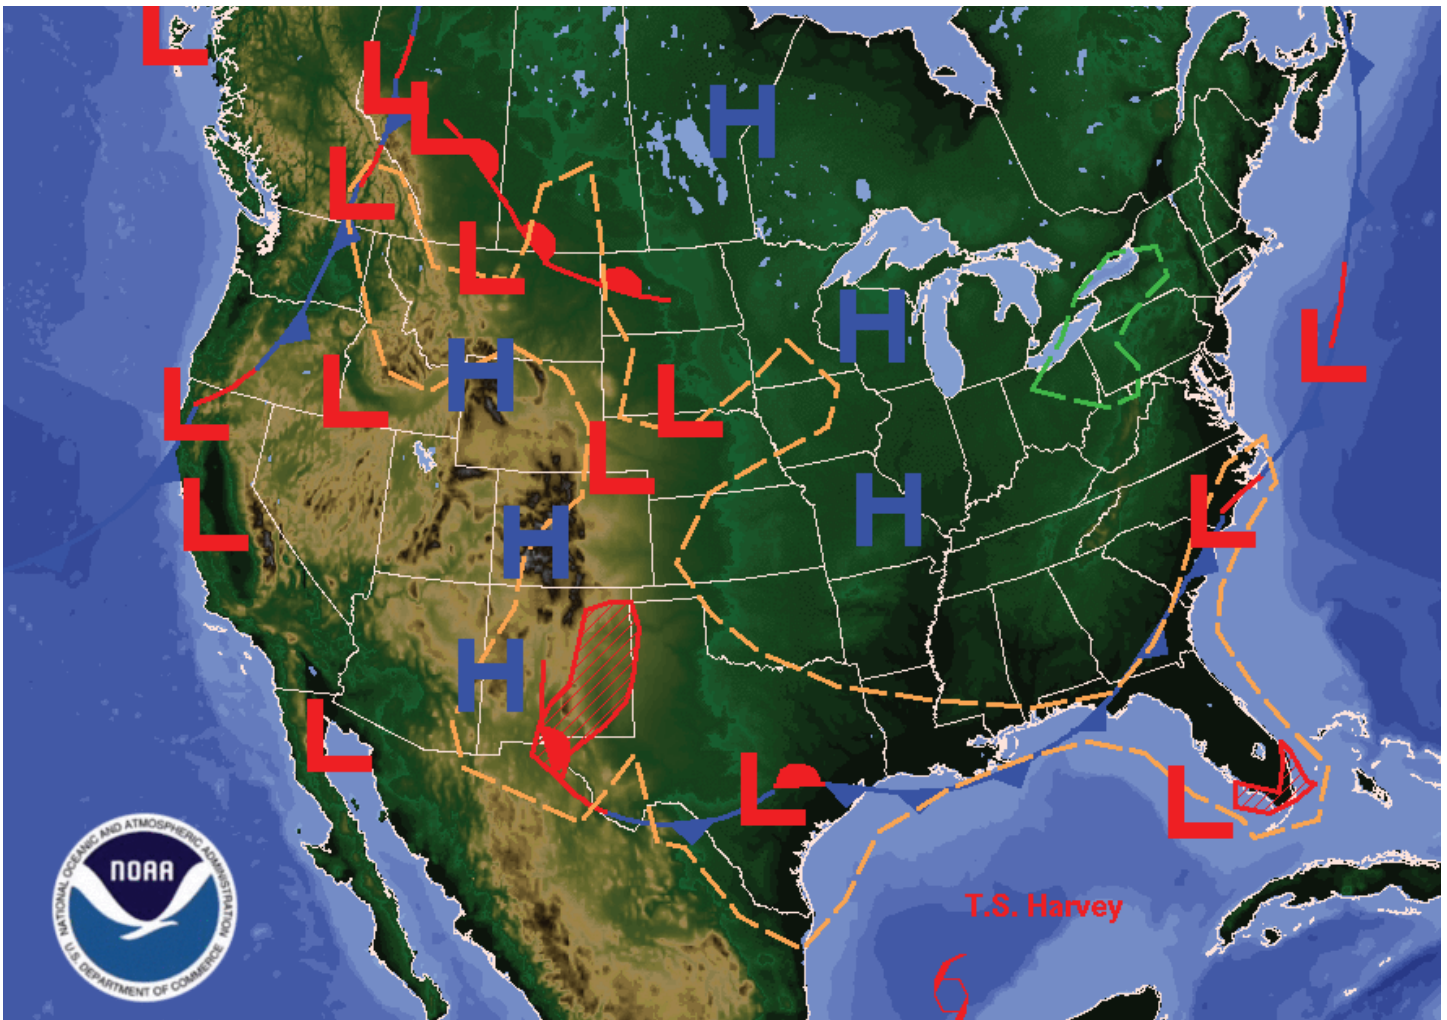 L
L
L
H
L
L
H
L
H
L
L
L
L
L
H
L
L
H
H
L
L
L
T.S. Harvey
NATIONAL OCEANIC AND ATMOSPHERIC ADMINISTRATION
NOAA
U.S. DEPARTMENT OF COMMERCE